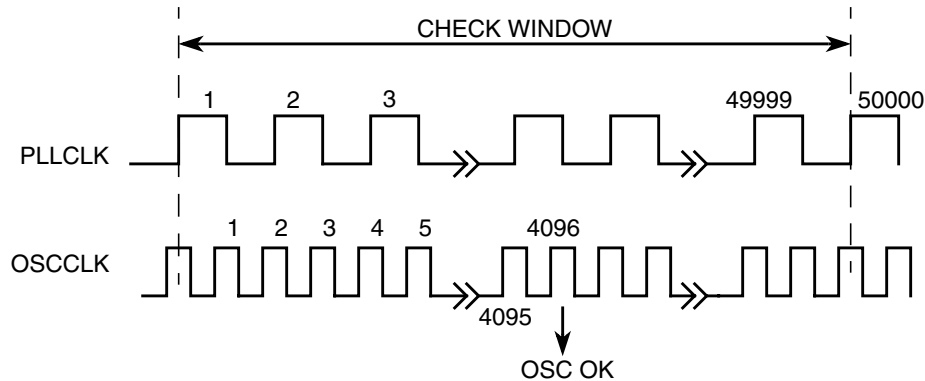 CHECK WINDOW
1 2 3 49999 50000
PLLCLK
1 2 3 4 5 4096
OSCCLK
4095
OSC OK